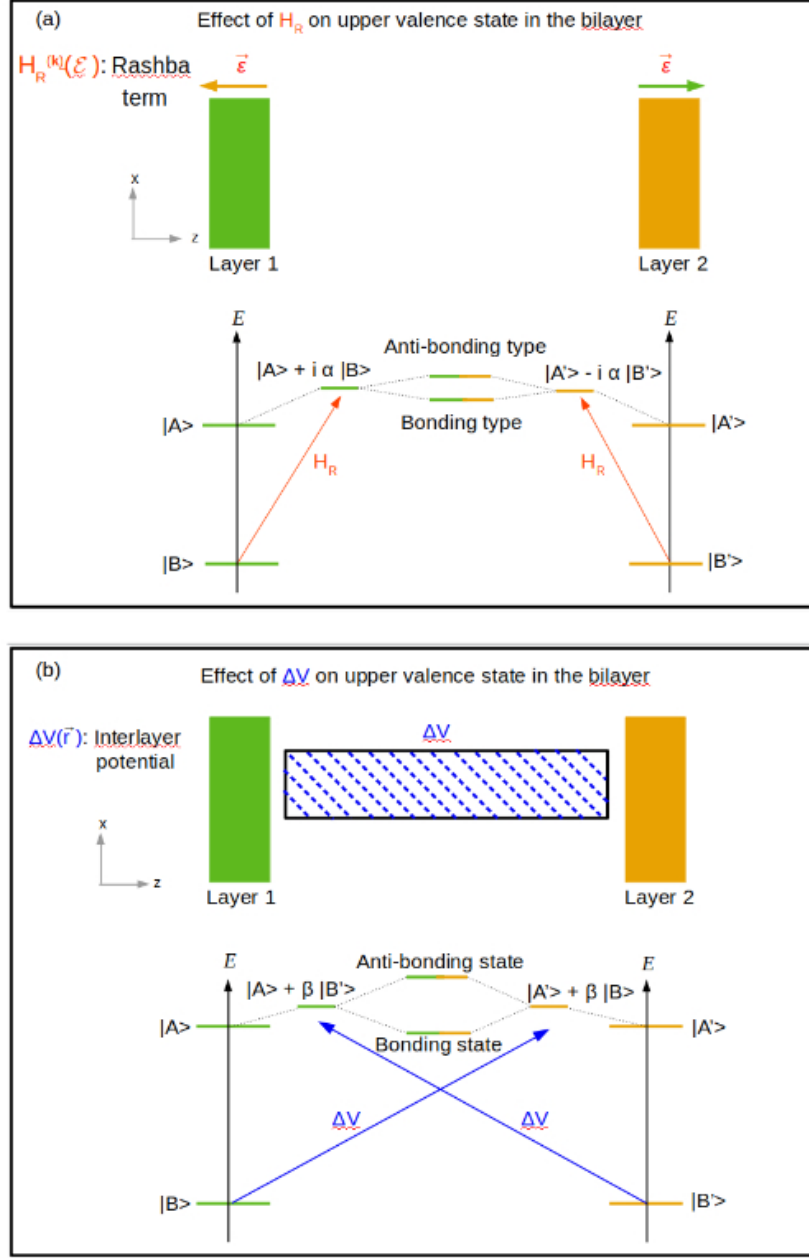 (a) Effect of H_R on upper valence state in the bilayer
H_R^{k}(ℰ): Rashba
term
ε⃗ ε⃗
x
z
Layer 1 Layer 2
E E
Anti-bonding type
|A> + i α |B> |A'> - i α |B'>
|A> |A'>
Bonding type
H_R H_R
|B> |B'>
(b) Effect of ΔV on upper valence state in the bilayer
ΔV(r⃗): Interlayer
potential
ΔV
x
z
Layer 1 Layer 2
E E
Anti-bonding state
|A> + β |B'> |A'> + β |B>
|A> |A'>
Bonding state
ΔV ΔV
|B> |B'>